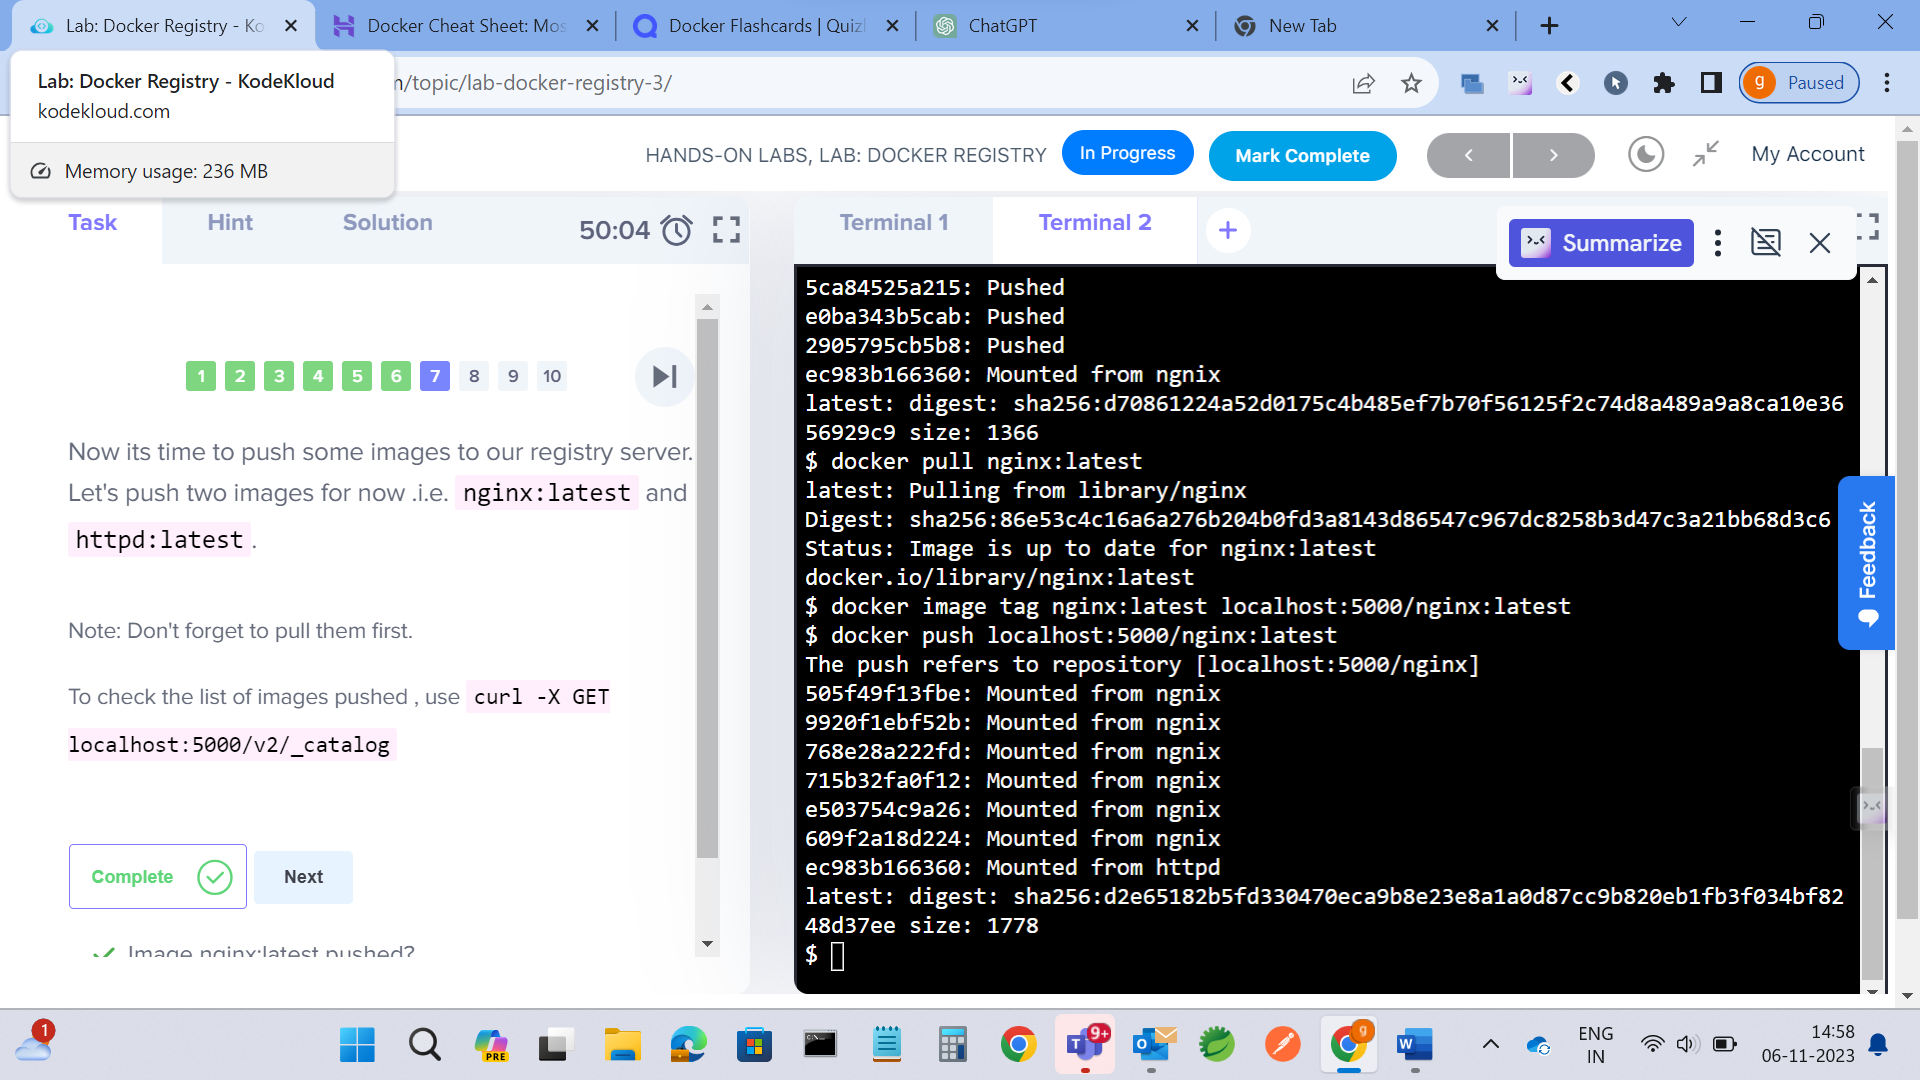 Lab: Docker Registry - Ko
Docker Cheat Sheet: Mos
Docker Flashcards | Quiz
ChatGPT
New Tab
Lab: Docker Registry - KodeKloud
kodekloud.com
Memory usage: 236 MB
/topic/lab-docker-registry-3/
g Paused
HANDS-ON LABS, LAB: DOCKER REGISTRY
In Progress
Mark Complete
My Account
Task
Hint
Solution
50:04
Terminal 1
Terminal 2
Summarize
1 2 3 4 5 6 7 8 9 10
Now its time to push some images to our registry server.
Let's push two images for now .i.e. nginx:latest and
httpd:latest .
Note: Don't forget to pull them first.
To check the list of images pushed , use curl -X GET
localhost:5000/v2/_catalog
Complete
Next
Image nginx:latest pushed?
5ca84525a215: Pushed
e0ba343b5cab: Pushed
2905795cb5b8: Pushed
ec983b166360: Mounted from ngnix
latest: digest: sha256:d70861224a52d0175c4b485ef7b70f56125f2c74d8a489a9a8ca10e36
56929c9 size: 1366
$ docker pull nginx:latest
latest: Pulling from library/nginx
Digest: sha256:86e53c4c16a6a276b204b0fd3a8143d86547c967dc8258b3d47c3a21bb68d3c6
Status: Image is up to date for nginx:latest
docker.io/library/nginx:latest
$ docker image tag nginx:latest localhost:5000/nginx:latest
$ docker push localhost:5000/nginx:latest
The push refers to repository [localhost:5000/nginx]
505f49f13fbe: Mounted from ngnix
9920f1ebf52b: Mounted from ngnix
768e28a222fd: Mounted from ngnix
715b32fa0f12: Mounted from ngnix
e503754c9a26: Mounted from ngnix
609f2a18d224: Mounted from ngnix
ec983b166360: Mounted from httpd
latest: digest: sha256:d2e65182b5fd330470eca9b8e23e8a1a0d87cc9b820eb1fb3f034bf82
48d37ee size: 1778
$
Feedback
1
PRE
9+
g
ENG
IN
14:58
06-11-2023